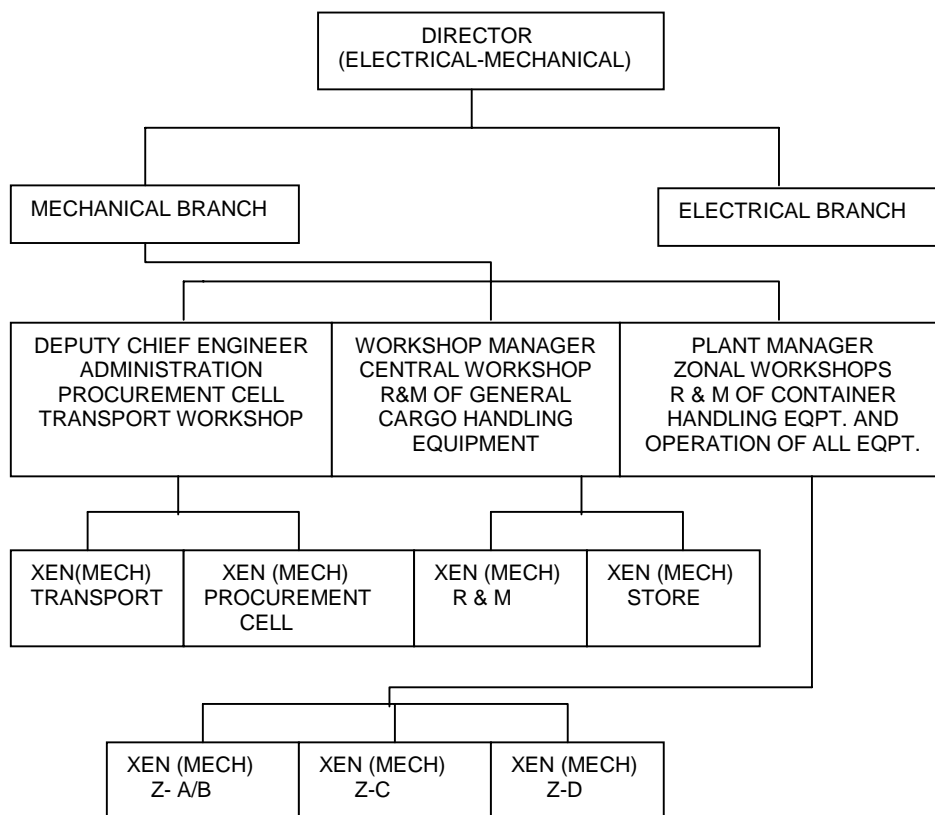 DIRECTOR
(ELECTRICAL-MECHANICAL)
MECHANICAL BRANCH
ELECTRICAL BRANCH
DEPUTY CHIEF ENGINEER
ADMINISTRATION
PROCUREMENT CELL
TRANSPORT WORKSHOP
WORKSHOP MANAGER
CENTRAL WORKSHOP
R&M OF GENERAL
CARGO HANDLING
EQUIPMENT
PLANT MANAGER
ZONAL WORKSHOPS
R & M OF CONTAINER
HANDLING EQPT. AND
OPERATION OF ALL EQPT.
XEN(MECH)
TRANSPORT
XEN (MECH)
PROCUREMENT
CELL
XEN (MECH)
R & M
XEN (MECH)
STORE
XEN (MECH)
Z- A/B
XEN (MECH)
Z-C
XEN (MECH)
Z-D